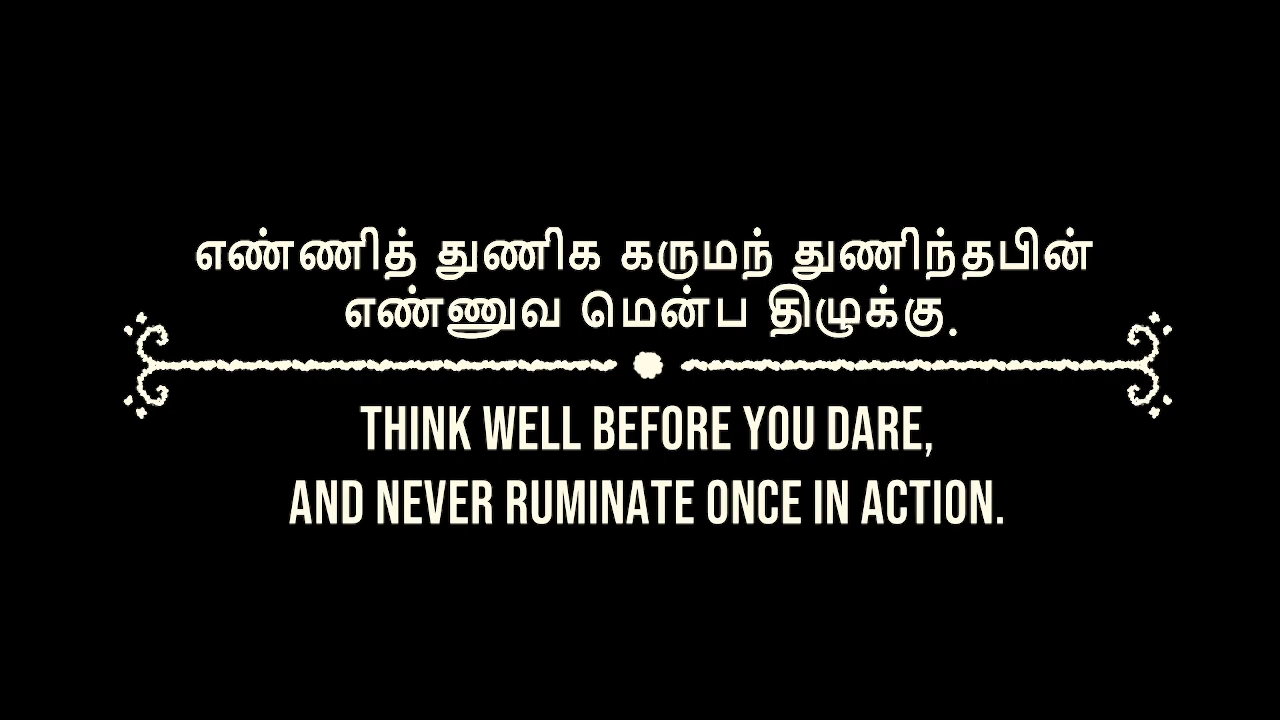 எண்ணித் துணிக கருமந் துணிந்தபின்
எண்ணுவ மென்ப திழுக்கு.
THINK WELL BEFORE YOU DARE,
AND NEVER RUMINATE ONCE IN ACTION.